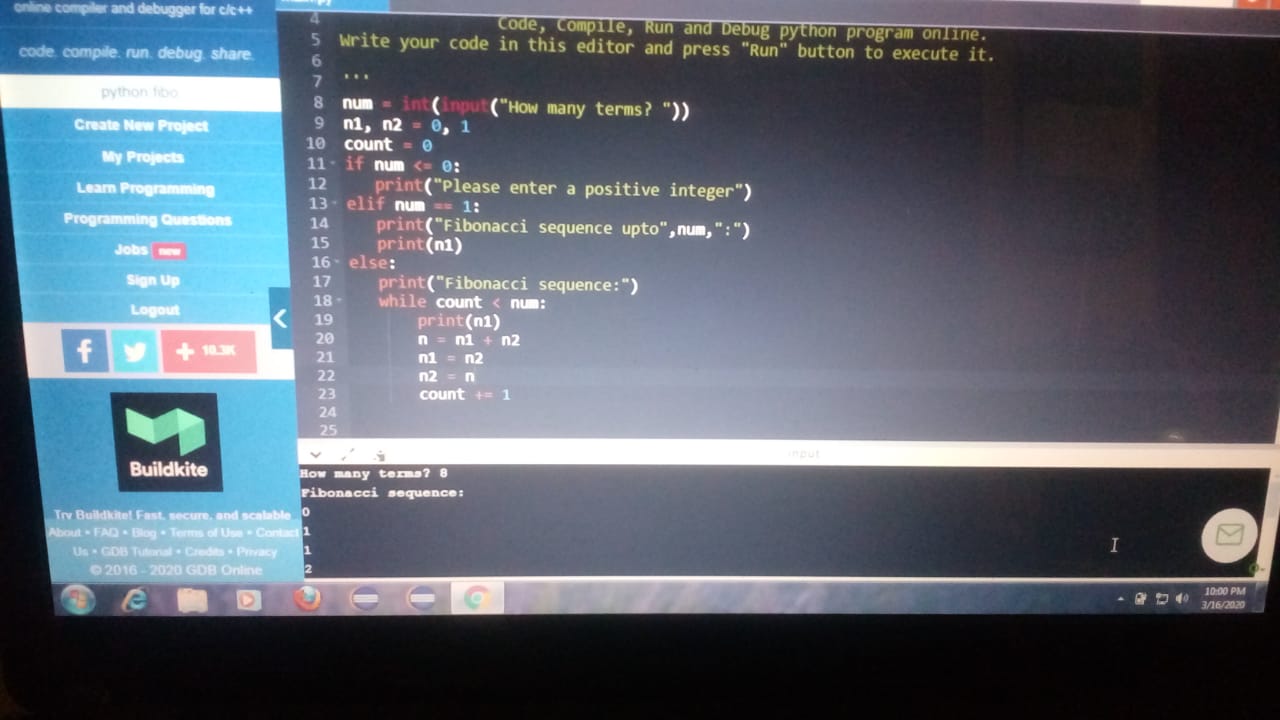 online compiler and debugger for c/c++
code. compile. run. debug. share.
python fibo
Create New Project
My Projects
Learn Programming
Programming Questions
Jobs new
Sign Up
Logout
f
+ 10.3K
Buildkite
Try Buildkite! Fast, secure, and scalable
About • FAQ • Blog • Terms of Use • Contact
Us • GDB Tutorial • Credits • Privacy
© 2016 - 2020 GDB Online
4 Code, Compile, Run and Debug python program online.
5 Write your code in this editor and press "Run" button to execute it.
6
7 '''
8 num = int(input("How many terms? "))
9 n1, n2 = 0, 1
10 count = 0
11 if num <= 0:
12 print("Please enter a positive integer")
13 elif num == 1:
14 print("Fibonacci sequence upto",num,":")
15 print(n1)
16 else:
17 print("Fibonacci sequence:")
18 while count < num:
19 print(n1)
20 n = n1 + n2
21 n1 = n2
22 n2 = n
23 count += 1
24
25
input
How many terms? 8
Fibonacci sequence:
0
1
1
2
10:00 PM
3/16/2020